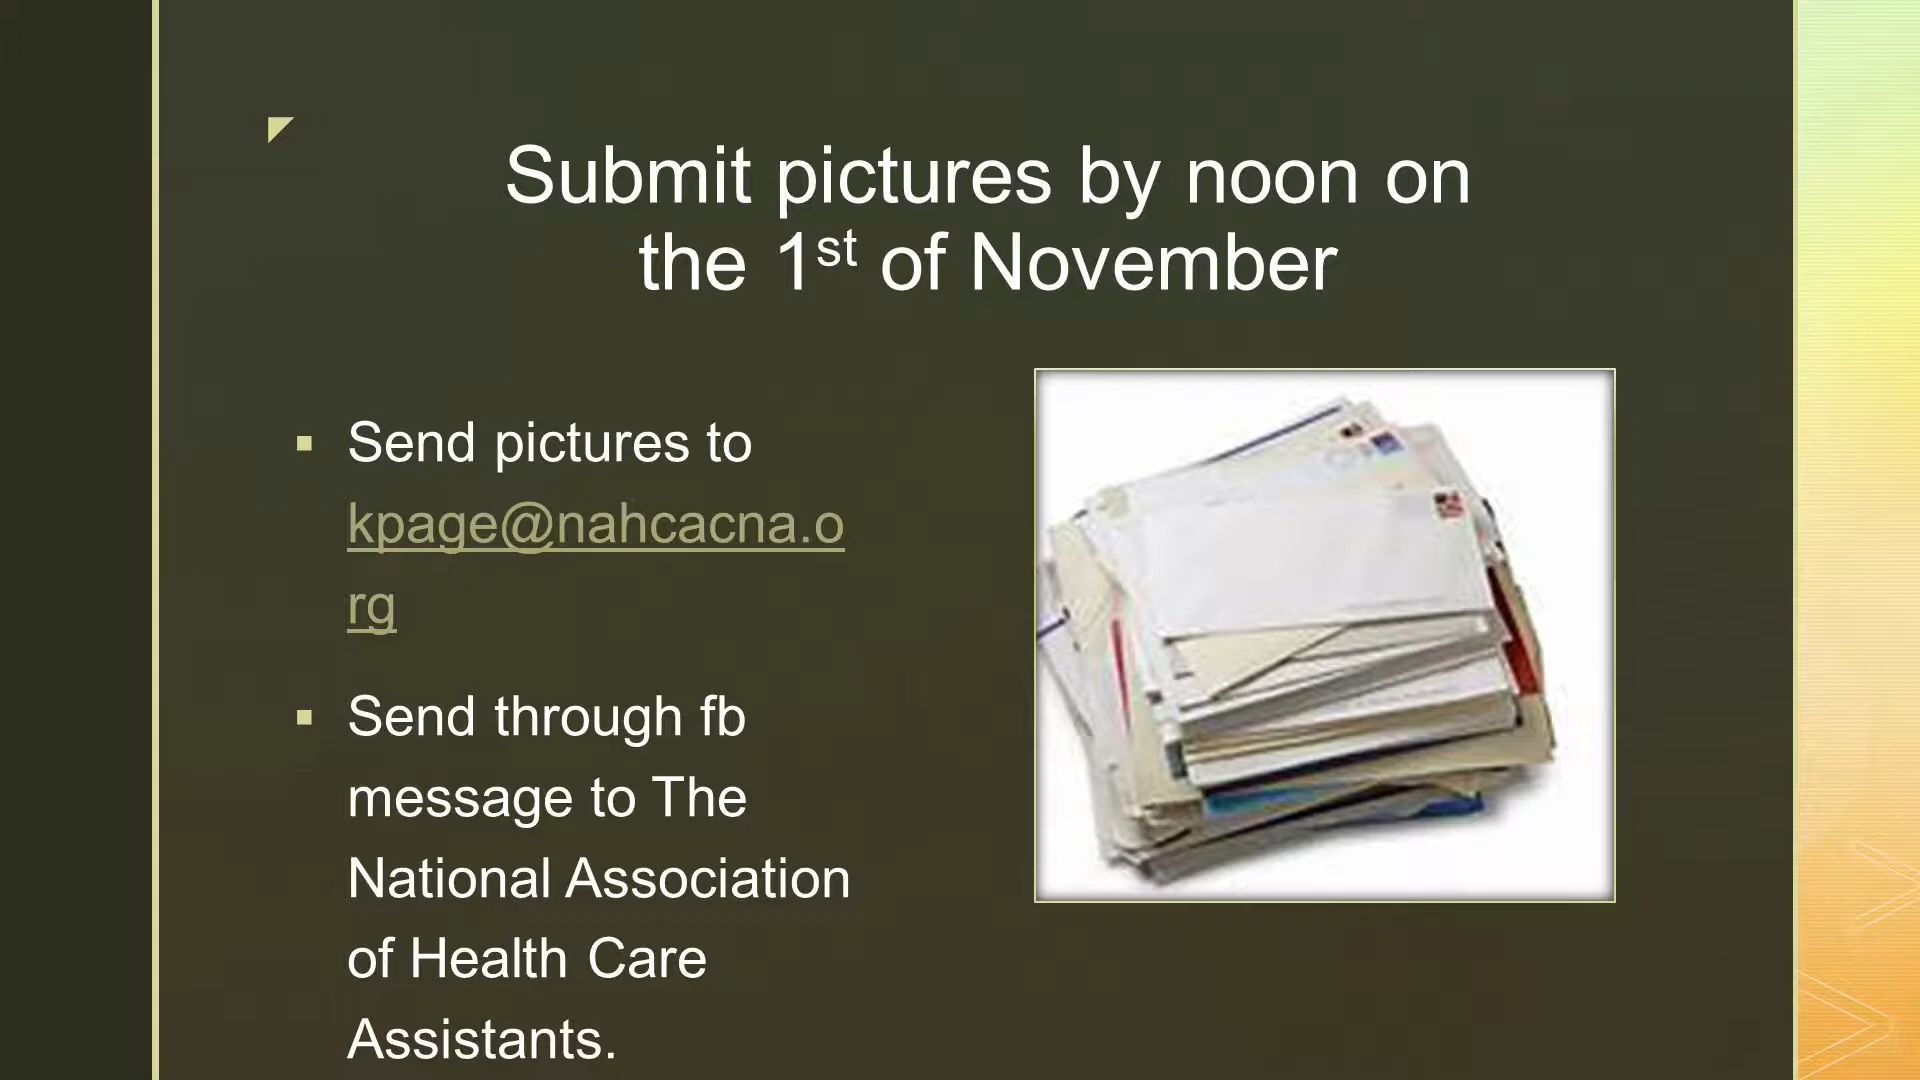 Submit pictures by noon on
the 1st of November
Send pictures to
kpage@nahcacna.o
rg
Send through fb
message to The
National Association
of Health Care
Assistants.